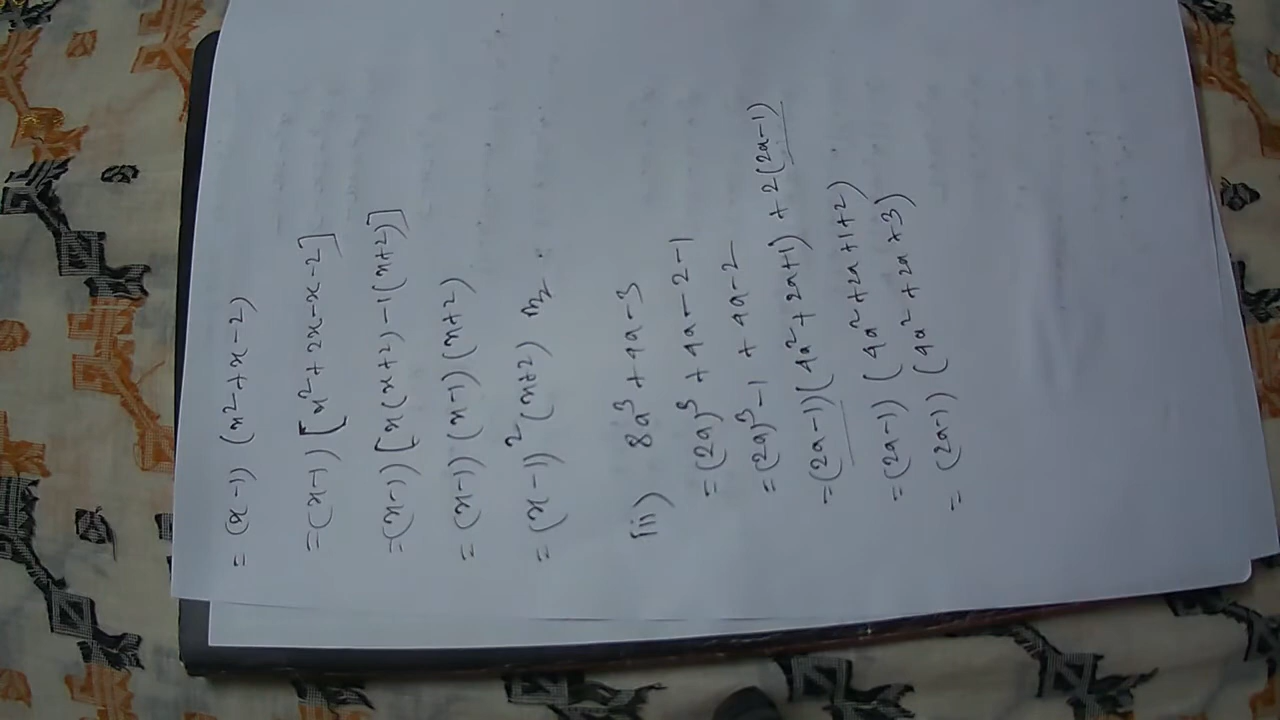 = (x-1) (x²+x-2)
= (x-1) [x²+2x-x-2]
= (x-1) [x(x+2)-1(x+2)]
= (x-1) (x-1) (x+2)
= (x-1)² (x+2)
(ii) 8a³+4a-3
= (2a)³+4a-2-1
= (2a)³-1+4a-2
= (2a-1)(4a²+2a+1)+2(2a-1)
= (2a-1) (4a²+2a+1+2)
= (2a-1) (4a²+2a+3)